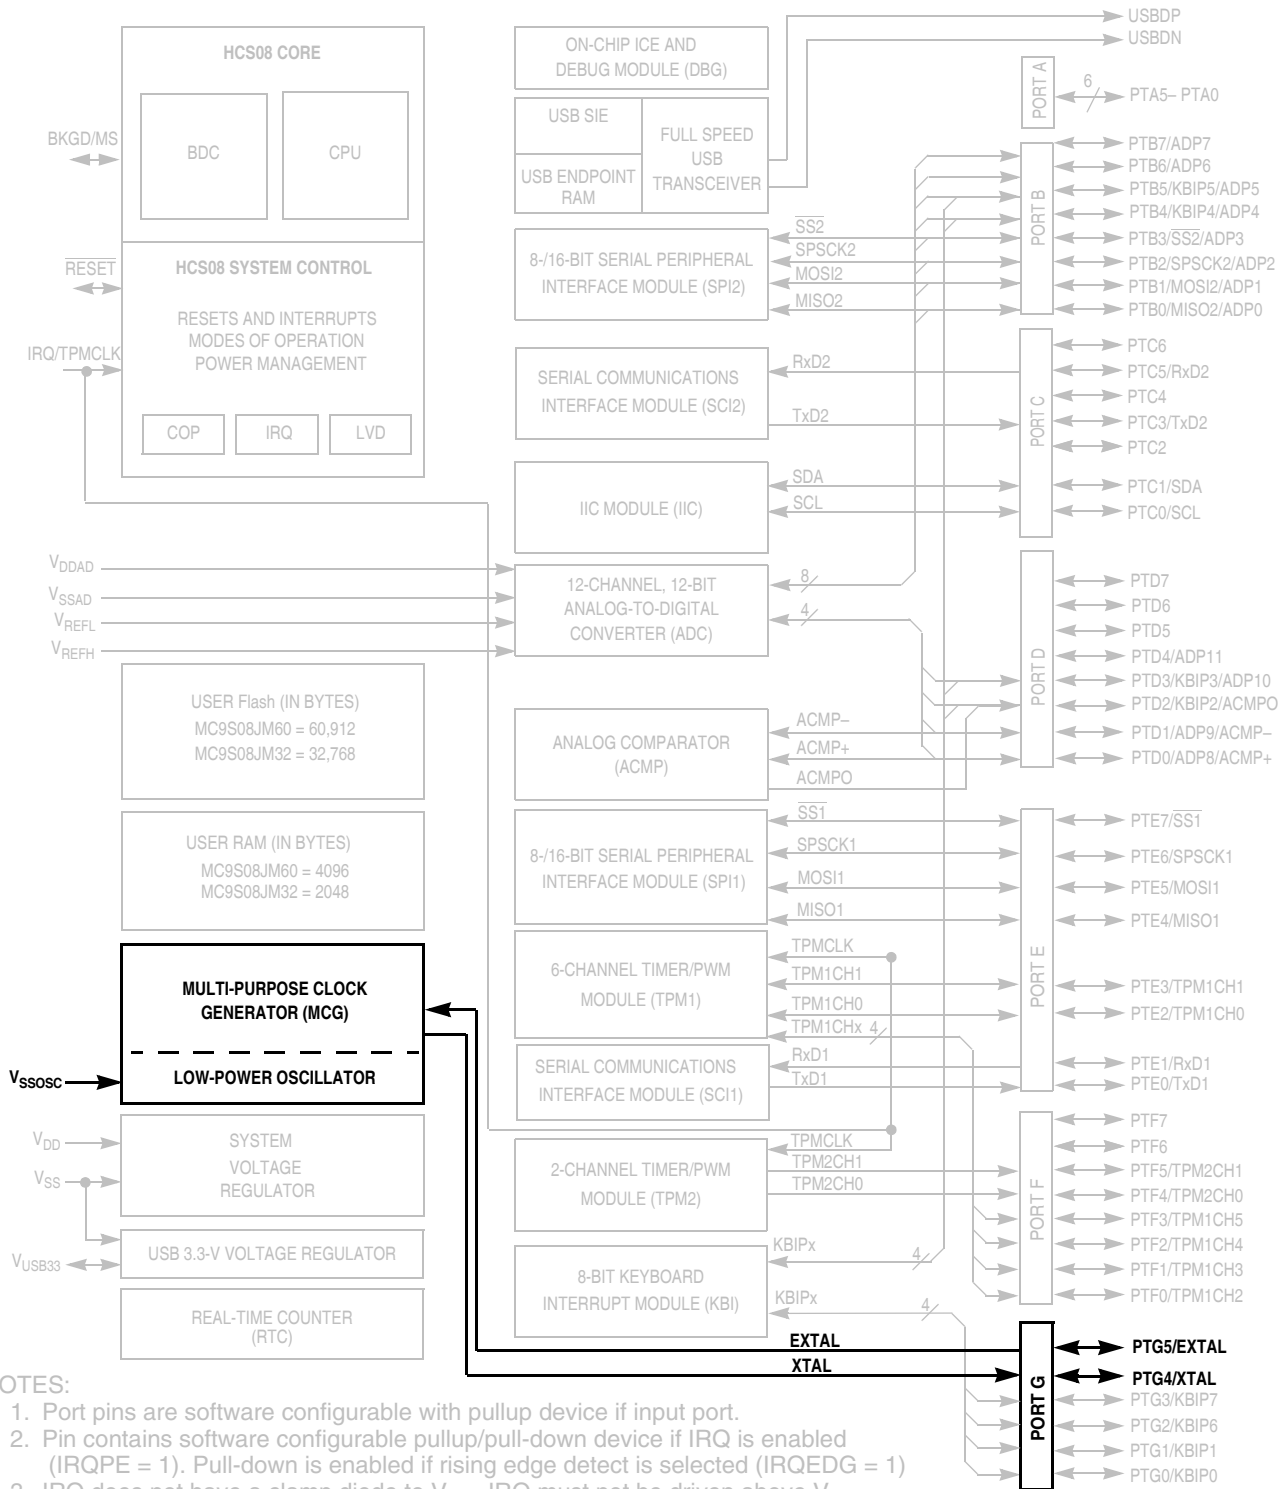 HCS08 CORE
BDC
CPU
BKGD/MS
RESET
HCS08 SYSTEM CONTROL
RESETS AND INTERRUPTS
MODES OF OPERATION
POWER MANAGEMENT
IRQ/TPMCLK
COP
IRQ
LVD
VDDAD
VSSAD
VREFL
VREFH
USER Flash (IN BYTES)
MC9S08JM60 = 60,912
MC9S08JM32 = 32,768
USER RAM (IN BYTES)
MC9S08JM60 = 4096
MC9S08JM32 = 2048
MULTI-PURPOSE CLOCK
GENERATOR (MCG)
LOW-POWER OSCILLATOR
VSSOSC
VDD
VSS
SYSTEM
VOLTAGE
REGULATOR
VUSB33
USB 3.3-V VOLTAGE REGULATOR
REAL-TIME COUNTER
(RTC)
ON-CHIP ICE AND
DEBUG MODULE (DBG)
USB SIE
USB ENDPOINT
RAM
FULL SPEED
USB
TRANSCEIVER
8-/16-BIT SERIAL PERIPHERAL
INTERFACE MODULE (SPI2)
SS2
SPSCK2
MOSI2
MISO2
SERIAL COMMUNICATIONS
INTERFACE MODULE (SCI2)
RxD2
TxD2
IIC MODULE (IIC)
SDA
SCL
12-CHANNEL, 12-BIT
ANALOG-TO-DIGITAL
CONVERTER (ADC)
8
4
ANALOG COMPARATOR
(ACMP)
ACMP–
ACMP+
ACMPO
8-/16-BIT SERIAL PERIPHERAL
INTERFACE MODULE (SPI1)
SS1
SPSCK1
MOSI1
MISO1
6-CHANNEL TIMER/PWM
MODULE (TPM1)
TPMCLK
TPM1CH1
TPM1CH0
TPM1CHx
4
SERIAL COMMUNICATIONS
INTERFACE MODULE (SCI1)
RxD1
TxD1
2-CHANNEL TIMER/PWM
MODULE (TPM2)
TPMCLK
TPM2CH1
TPM2CH0
8-BIT KEYBOARD
INTERRUPT MODULE (KBI)
KBIPx
4
KBIPx
4
EXTAL
XTAL
USBDP
USBDN
PORT A
6
PTA5– PTA0
PORT B
PTB7/ADP7
PTB6/ADP6
PTB5/KBIP5/ADP5
PTB4/KBIP4/ADP4
PTB3/SS2/ADP3
PTB2/SPSCK2/ADP2
PTB1/MOSI2/ADP1
PTB0/MISO2/ADP0
PORT C
PTC6
PTC5/RxD2
PTC4
PTC3/TxD2
PTC2
PTC1/SDA
PTC0/SCL
PORT D
PTD7
PTD6
PTD5
PTD4/ADP11
PTD3/KBIP3/ADP10
PTD2/KBIP2/ACMPO
PTD1/ADP9/ACMP–
PTD0/ADP8/ACMP+
PORT E
PTE7/SS1
PTE6/SPSCK1
PTE5/MOSI1
PTE4/MISO1
PTE3/TPM1CH1
PTE2/TPM1CH0
PTE1/RxD1
PTE0/TxD1
PORT F
PTF7
PTF6
PTF5/TPM2CH1
PTF4/TPM2CH0
PTF3/TPM1CH5
PTF2/TPM1CH4
PTF1/TPM1CH3
PTF0/TPM1CH2
PORT G
PTG5/EXTAL
PTG4/XTAL
PTG3/KBIP7
PTG2/KBIP6
PTG1/KBIP1
PTG0/KBIP0
OTES:
1. Port pins are software configurable with pullup device if input port.
2. Pin contains software configurable pullup/pull-down device if IRQ is enabled
(IRQPE = 1). Pull-down is enabled if rising edge detect is selected (IRQEDG = 1)
3. IRQ does not have a clamp diode to V IRQ must not be driven above V